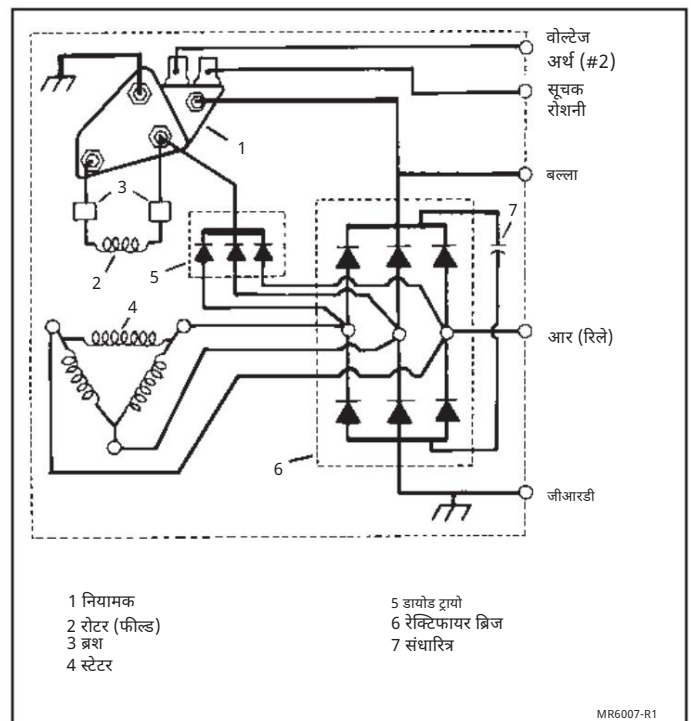 वोल्टेज
अर्थ (#2)
सूचक
रोशनी
1
बल्ला
3
7
2
5
4
आर (रिले)
6
जीआरडी
1 नियामक
2 रोटर (फील्ड)
3 ब्रश
4 स्टेटर
5 डायोड ट्रायो
6 रेक्टिफायर ब्रिज
7 संधारित्र
MR6007-R1